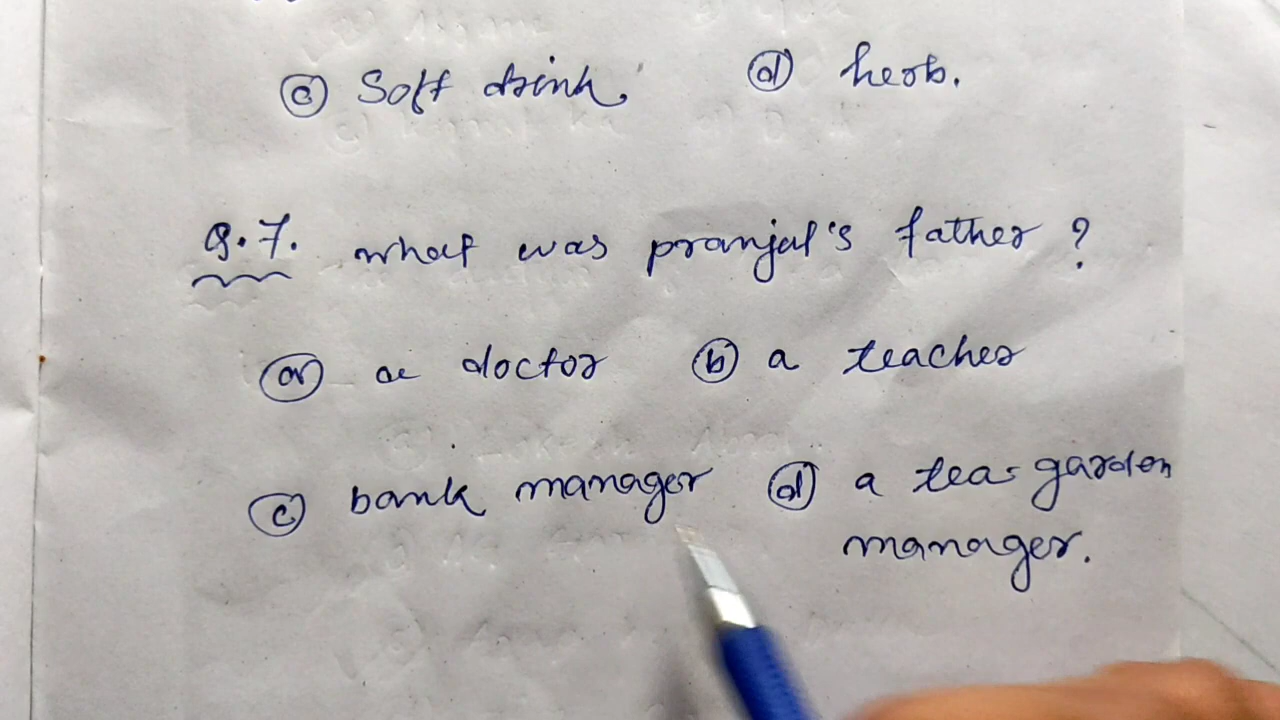 ⓒ Soft drink. ⓓ herb.
Q.7. what was pranjal's father ?
ⓐ a doctor ⓑ a teacher
ⓒ bank manager ⓓ a tea-garden
manager.